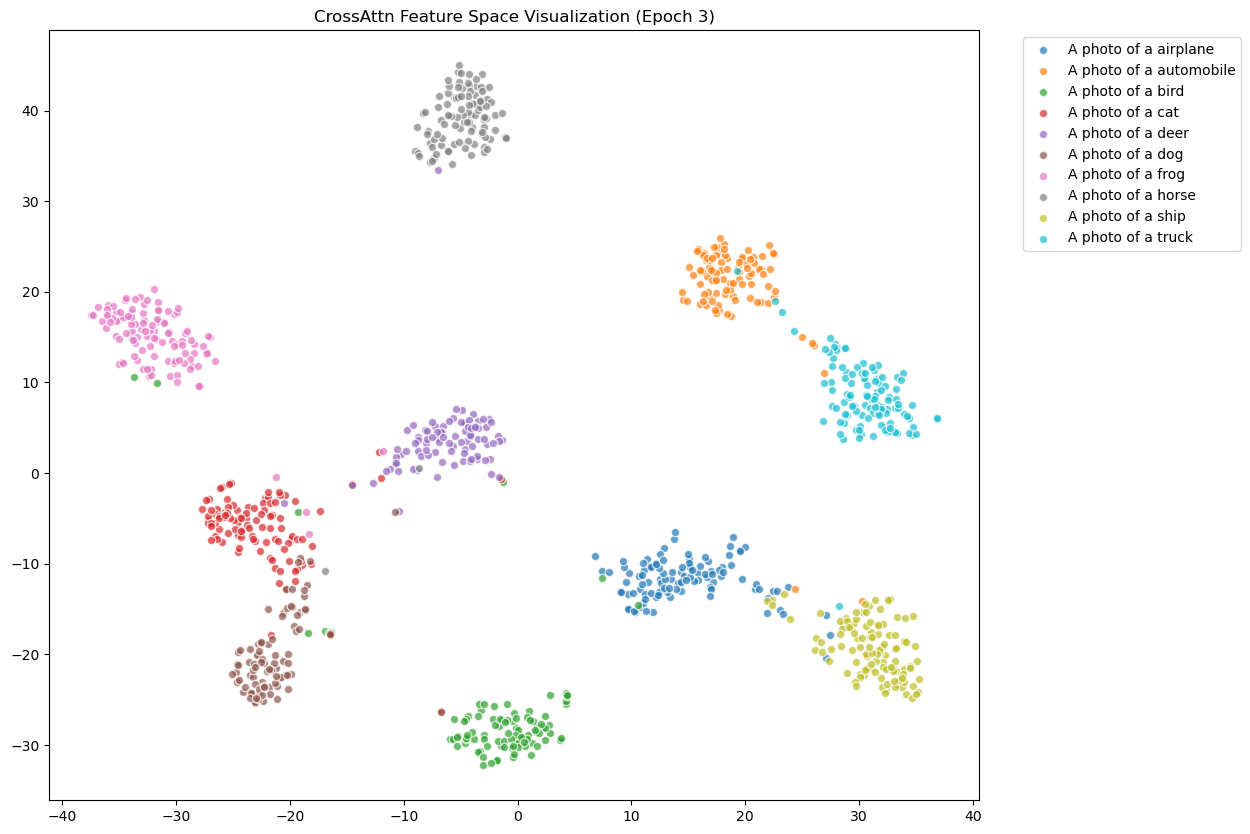 CrossAttn Feature Space Visualization (Epoch 3)
A photo of a airplane
A photo of a automobile
A photo of a bird
A photo of a cat
A photo of a deer
A photo of a dog
A photo of a frog
A photo of a horse
A photo of a ship
A photo of a truck
40
30
20
10
0
−10
−20
−30
−40 −30 −20 −10 0 10 20 30 40